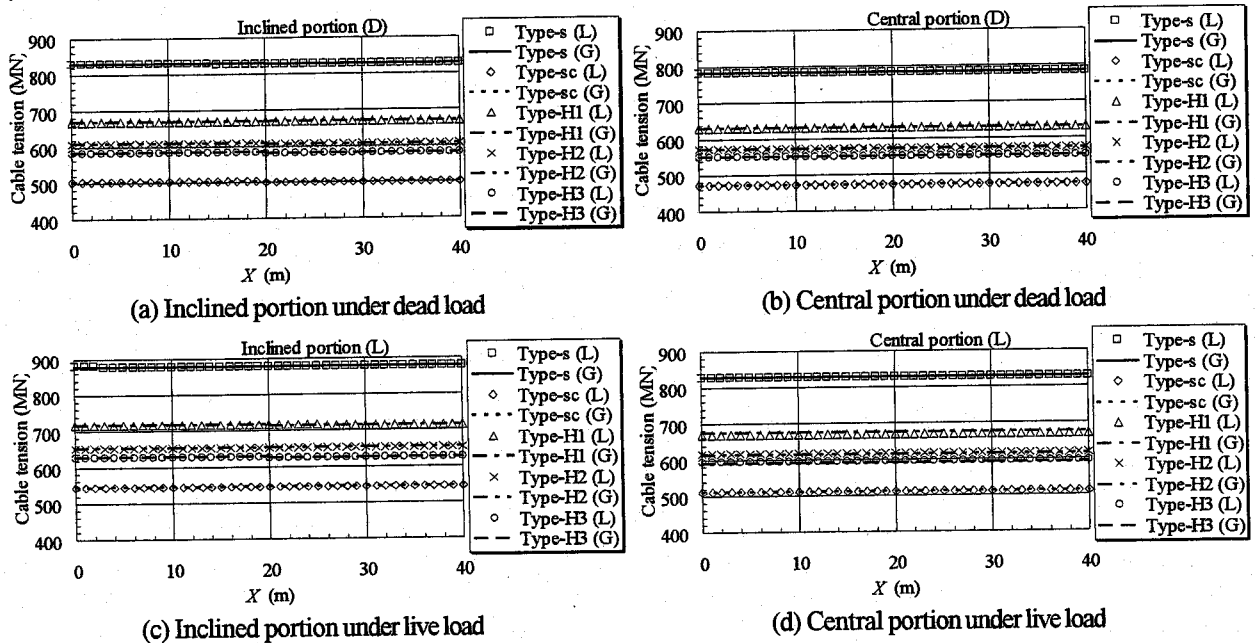 Inclined portion (D)
Cable tension (MN)
900
800
700
600
500
400
0 10 20 30 40
X (m)
Type-s (L)
Type-s (G)
Type-sc (L)
Type-sc (G)
Type-H1 (L)
Type-H1 (G)
Type-H2 (L)
Type-H2 (G)
Type-H3 (L)
Type-H3 (G)
(a) Inclined portion under dead load
Central portion (D)
Cable tension (MN)
900
800
700
600
500
400
0 10 20 30 40
X (m)
Type-s (L)
Type-s (G)
Type-sc (L)
Type-sc (G)
Type-H1 (L)
Type-H1 (G)
Type-H2 (L)
Type-H2 (G)
Type-H3 (L)
Type-H3 (G)
(b) Central portion under dead load
Inclined portion (L)
Cable tension (MN)
900
800
700
600
500
400
0 10 20 30 40
X (m)
Type-s (L)
Type-s (G)
Type-sc (L)
Type-sc (G)
Type-H1 (L)
Type-H1 (G)
Type-H2 (L)
Type-H2 (G)
Type-H3 (L)
Type-H3 (G)
(c) Inclined portion under live load
Central portion (L)
Cable tension (MN)
900
800
700
600
500
400
0 10 20 30 40
X (m)
Type-s (L)
Type-s (G)
Type-sc (L)
Type-sc (G)
Type-H1 (L)
Type-H1 (G)
Type-H2 (L)
Type-H2 (G)
Type-H3 (L)
Type-H3 (G)
(d) Central portion under live load